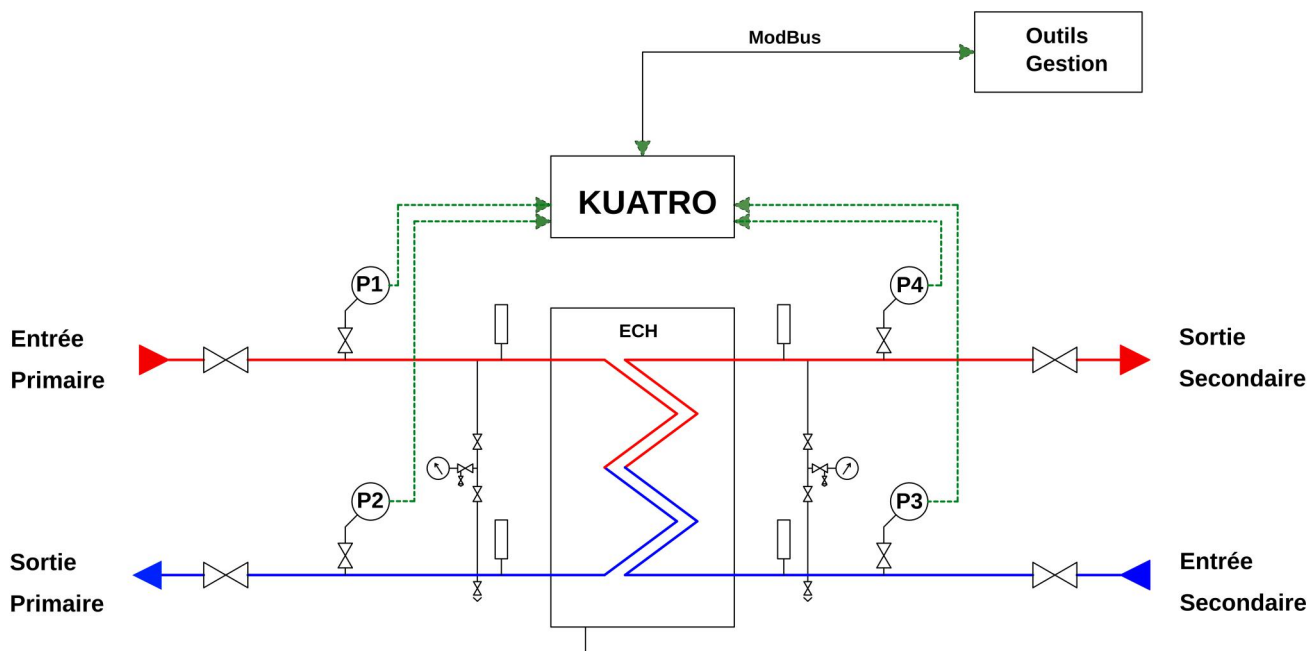 ModBus
Outils
Gestion
KUATRO
P1
P4
ECH
Entrée
Primaire
Sortie
Secondaire
P2
P3
Sortie
Primaire
Entrée
Secondaire